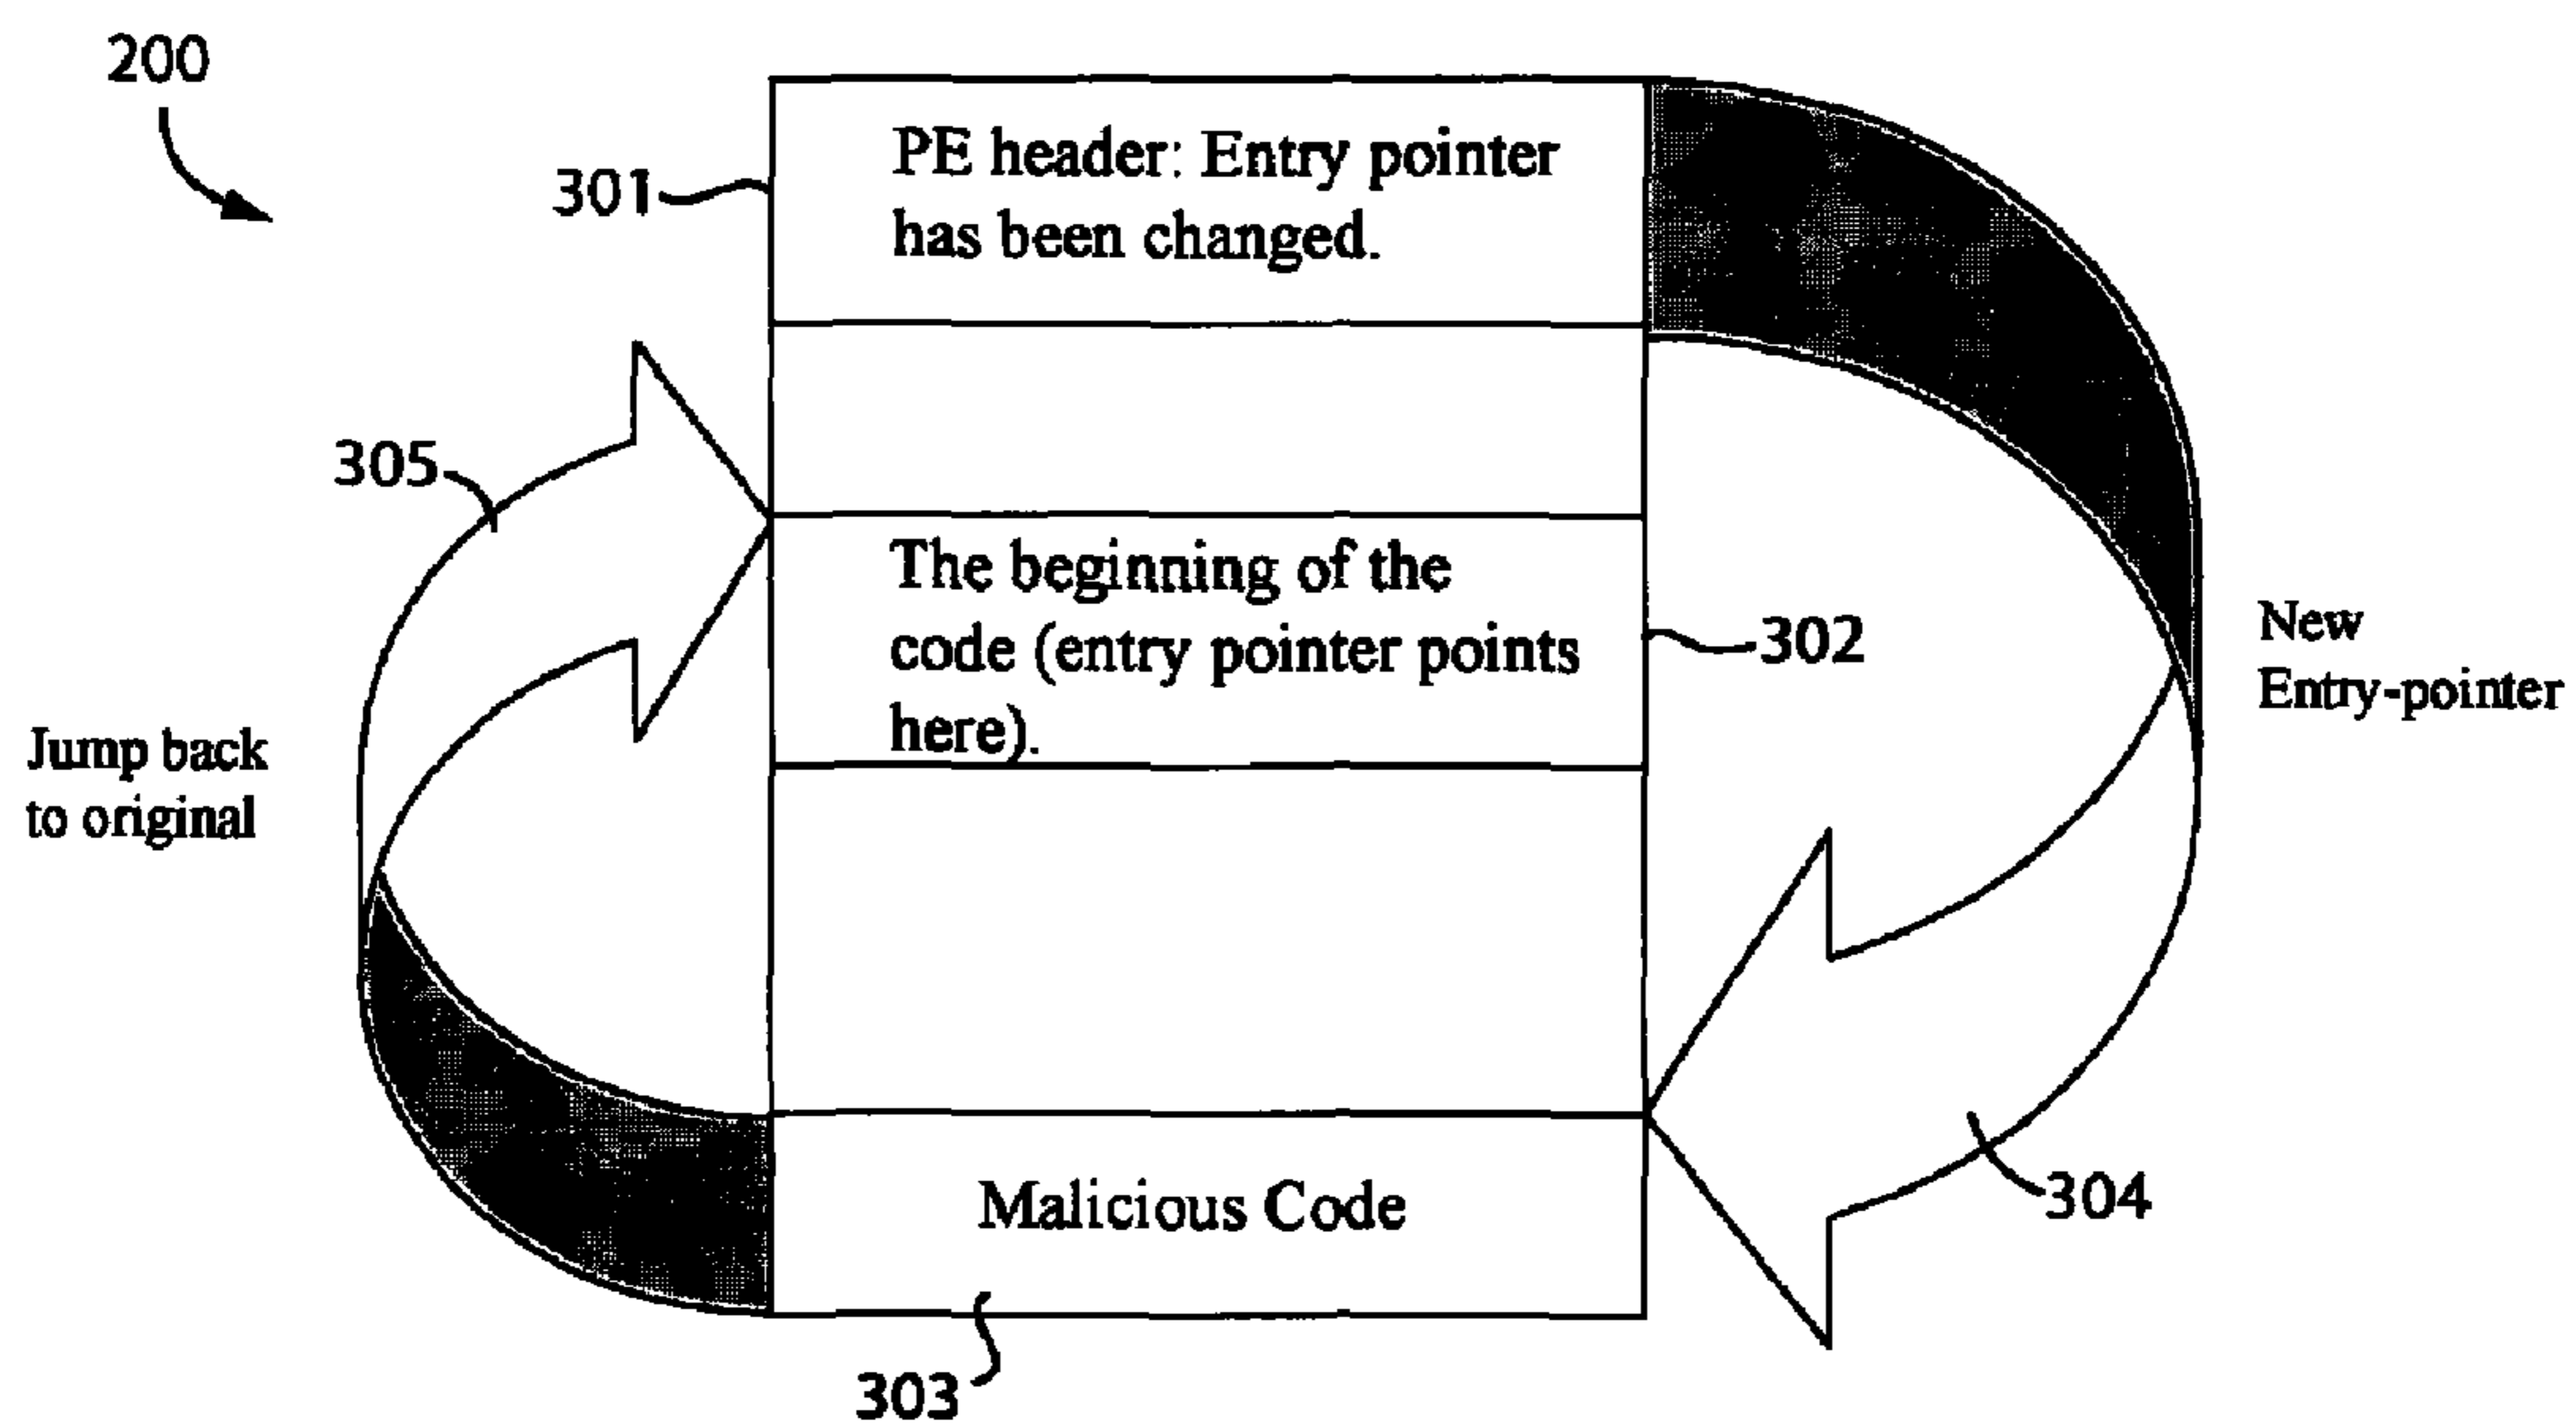 200
301
PE header: Entry pointer
has been changed.
305
The beginning of the
code (entry pointer points
here).
302
New
Entry-pointer
Jump back
to original
Malicious Code
304
303